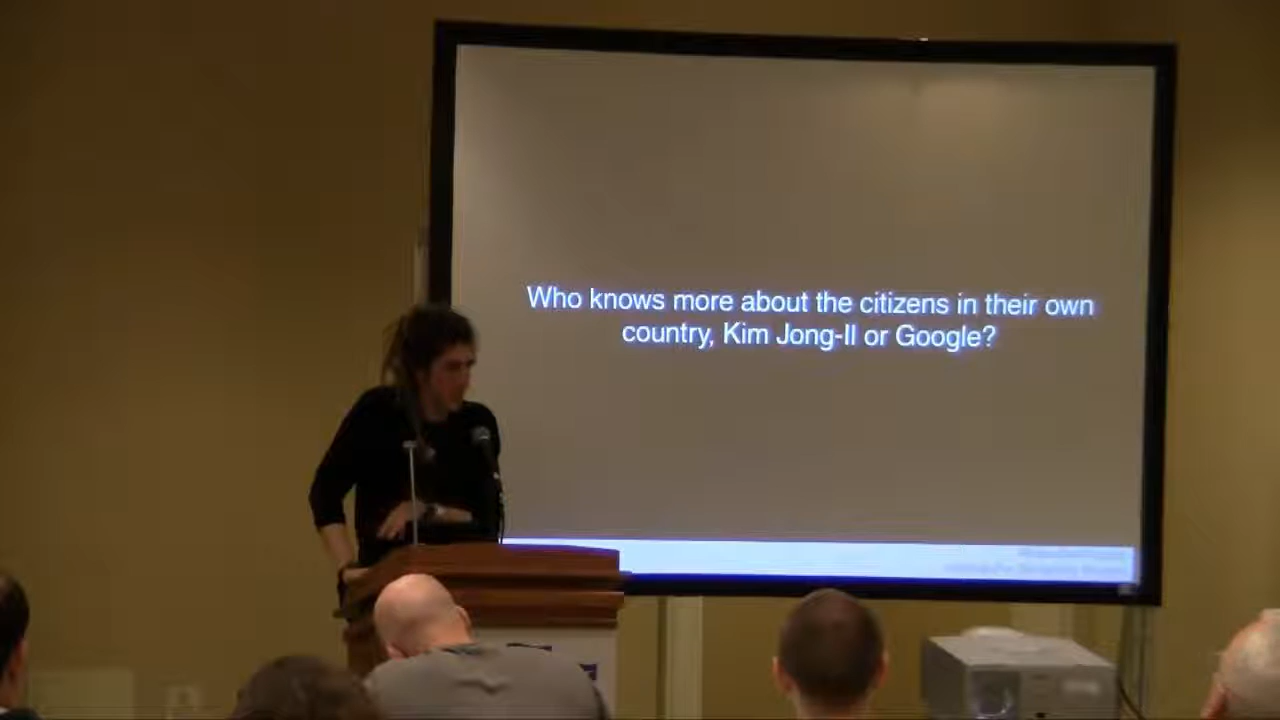 Who knows more about the citizens in their own
country, Kim Jong-Il or Google?